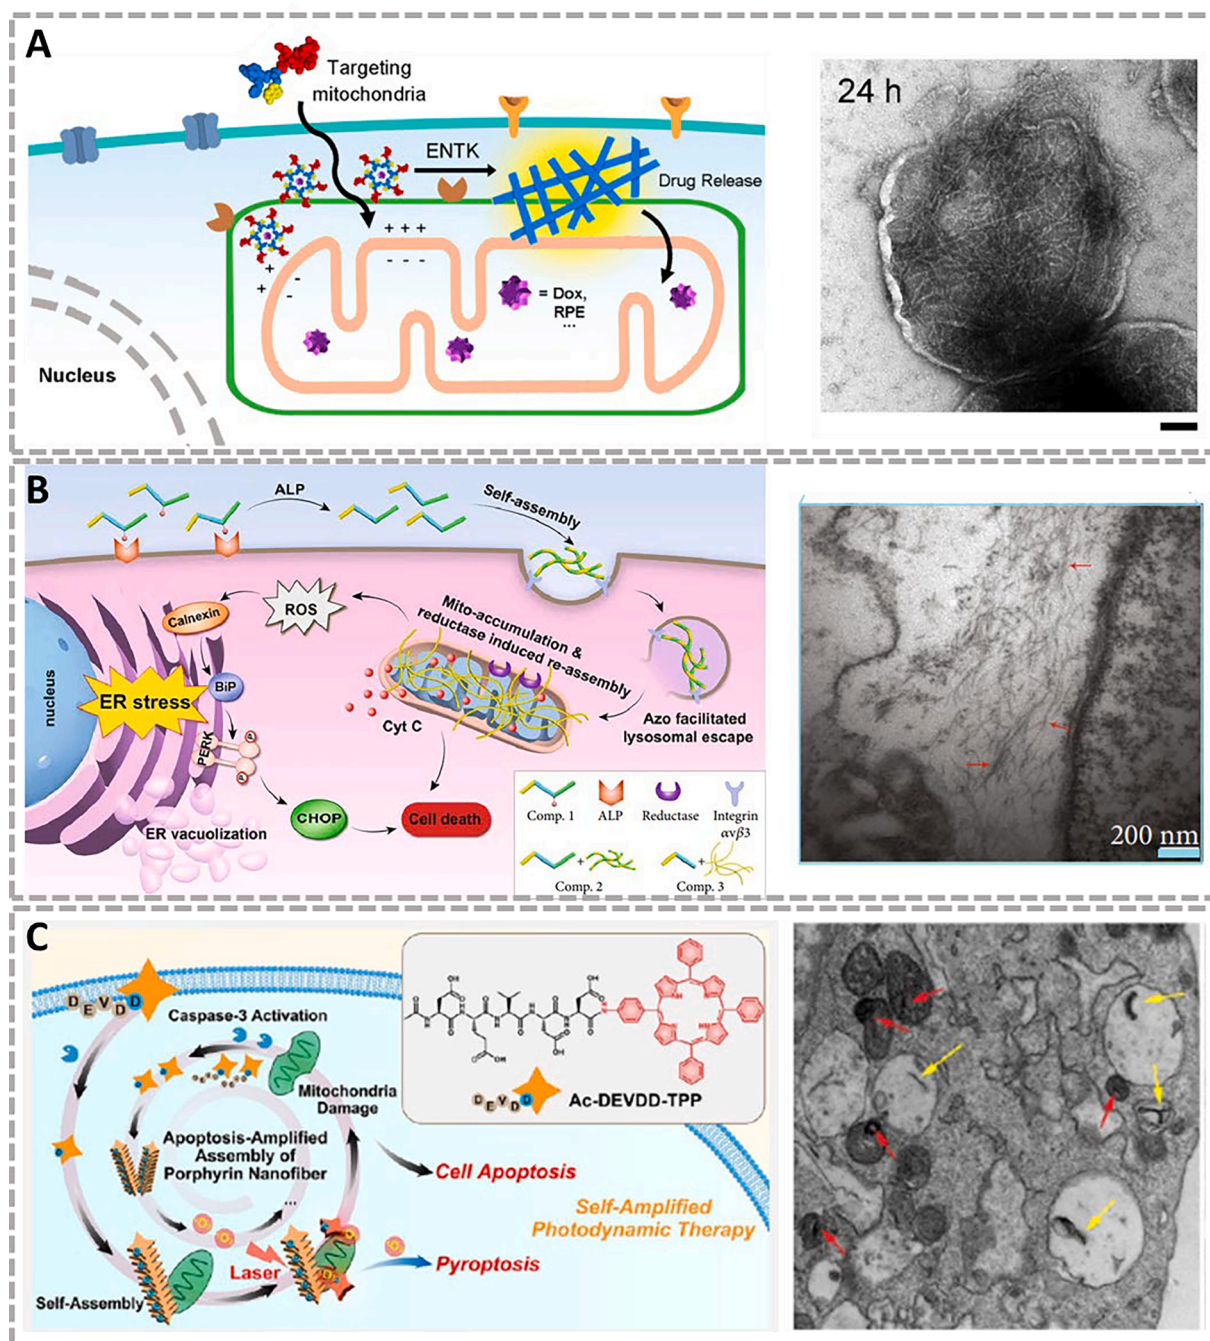 A
Targeting
mitochondria
ENTK
Drug Release
+ + +
- - -
+
+
-
-
= Dox,
RPE
...
Nucleus
24 h
B
ALP
Self-assembly
Calnexin
ROS
Mito-accumulation &
reductase induced re-assembly
nucleus
ER stress
BiP
PERK
P
P
Cyt C
Azo facilitated
lysosomal escape
ER vacuolization
CHOP
Cell death
Comp. 1
ALP
Reductase
Integrin
αvβ3
+
+
Comp. 2
Comp. 3
200 nm
C
D E V D D
Caspase-3 Activation
Mitochondria
Damage
Apoptosis-Amplified
Assembly of
Porphyrin Nanofiber
...
Laser
Self-Assembly
D E V D D
Ac-DEVDD-TPP
Cell Apoptosis
Self-Amplified
Photodynamic Therapy
Pyroptosis